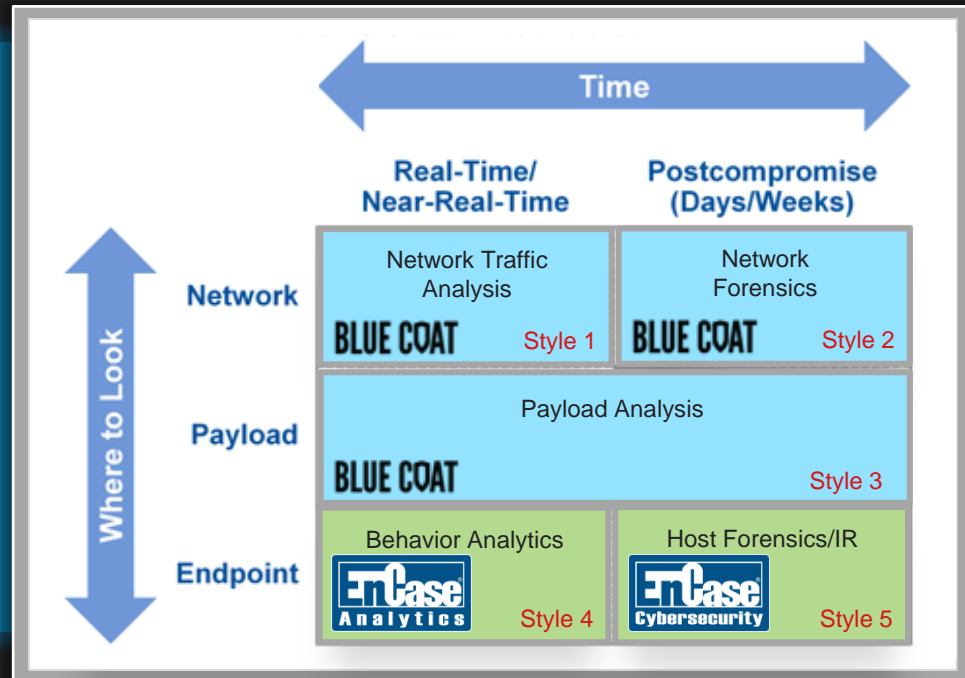 Time
Real-Time/
Near-Real-Time
Postcompromise
(Days/Weeks)
Where to Look
Network
Network Traffic
Analysis
BLUE COAT
Style 1
Network
Forensics
BLUE COAT
Style 2
Payload
Payload Analysis
BLUE COAT
Style 3
Endpoint
Behavior Analytics
EnCase®
Analytics
Style 4
Host Forensics/IR
EnCase®
Cybersecurity
Style 5